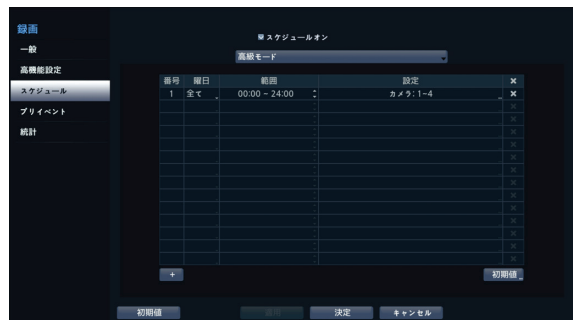 録画
一般
高機能設定
スケジュール
プリイベント
統計
スケジュールオン
高級モード
番号 曜日 範囲 設定 ×
1 全て 00:00 ~ 24:00 カメラ: 1-4 ×
+ 初期値
初期値 決定 キャンセル